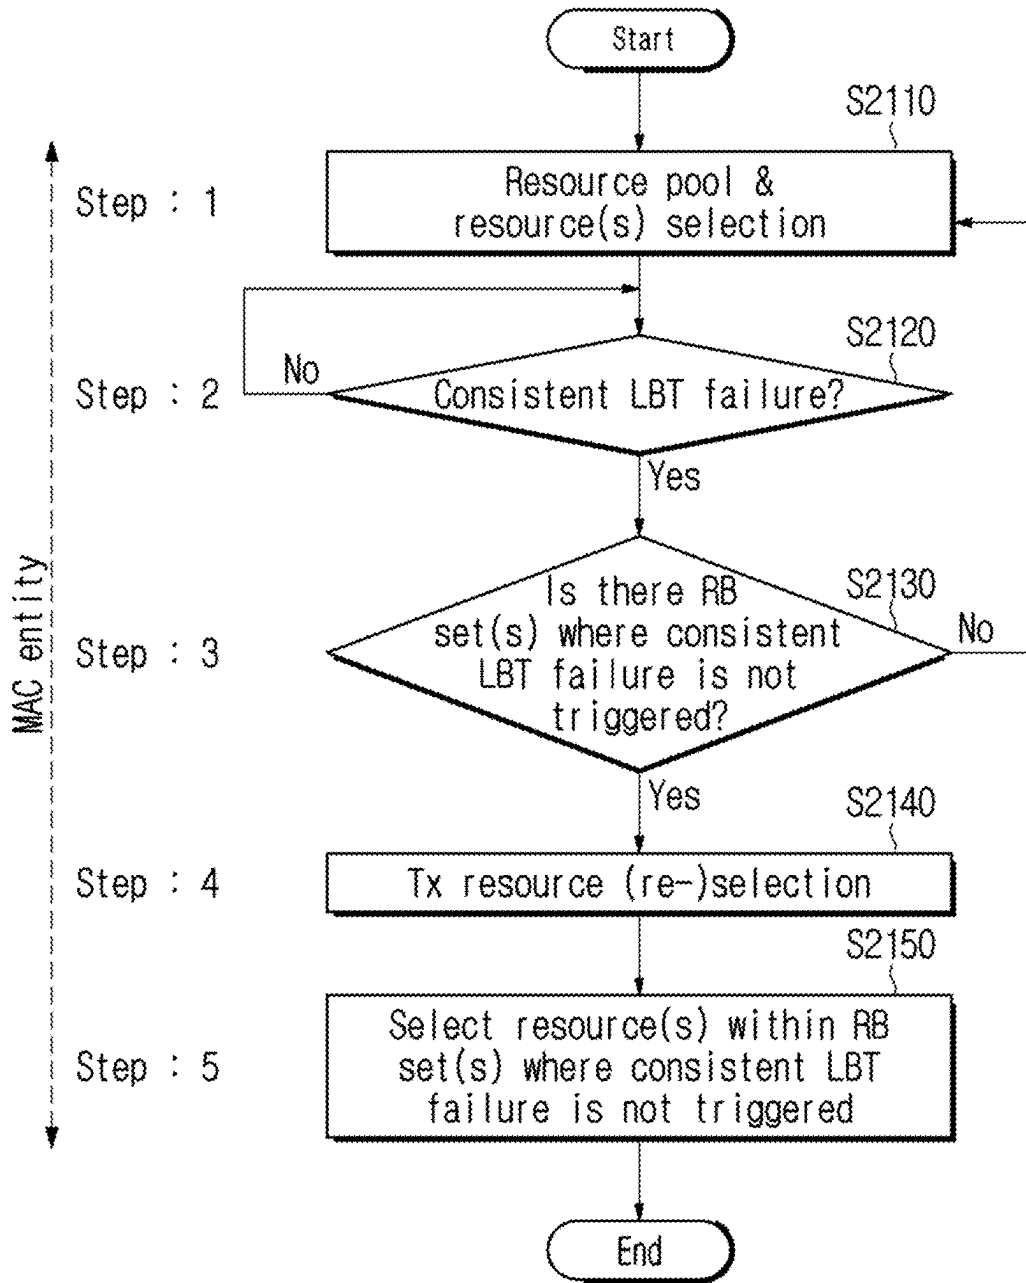 Start
S2110
Step : 1
Resource pool &
resource(s) selection
S2120
No
Step : 2
Consistent LBT failure?
Yes
MAC entity
S2130
Is there RB
set(s) where consistent
LBT failure is not
triggered?
No
Step : 3
Yes
S2140
Step : 4
Tx resource (re-)selection
S2150
Step : 5
Select resource(s) within RB
set(s) where consistent LBT
failure is not triggered
End